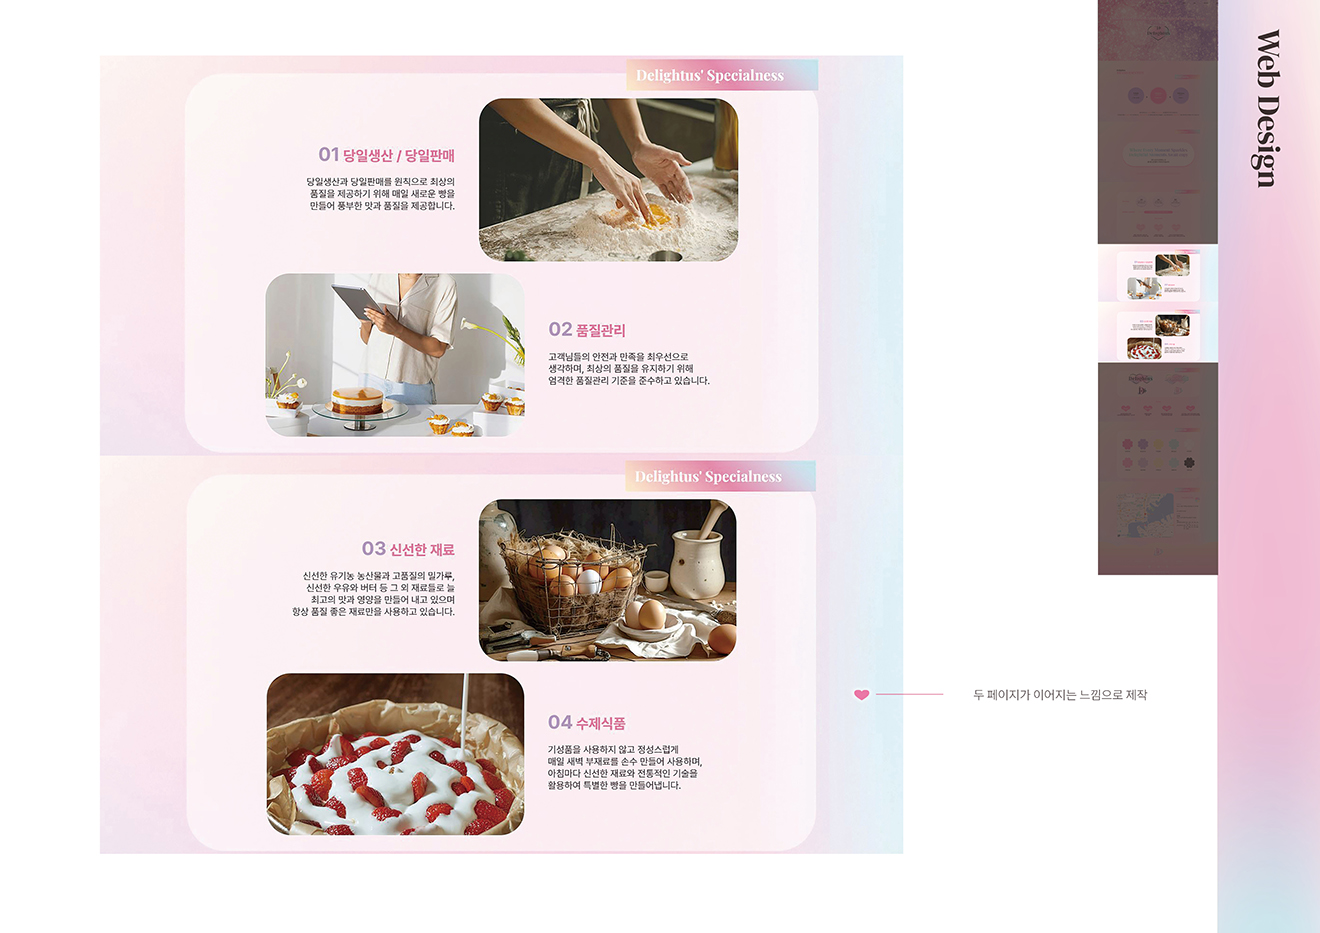 Delightus' Specialness
01 당일생산 / 당일판매
당일생산과 당일판매를 원칙으로 최상의
품질을 제공하기 위해 매일 새로운 빵을
만들어 풍부한 맛과 품질을 제공합니다.
02 품질관리
고객님들의 안전과 만족을 최우선으로
생각하며, 최상의 품질을 유지하기 위해
엄격한 품질관리 기준을 준수하고 있습니다.
Delightus' Specialness
03 신선한 재료
신선한 유기농 농산물과 고품질의 밀가루,
신선한 우유와 버터 등 그 외 재료들로 늘
최고의 맛과 영양을 만들어 내고 있으며
항상 품질 좋은 재료만을 사용하고 있습니다.
04 수제식품
기성품을 사용하지 않고 정성스럽게
매일 새벽 부재료를 손수 만들어 사용하며,
아침마다 신선한 재료와 전통적인 기술을
활용하여 특별한 빵을 만들어냅니다.
두 페이지가 이어지는 느낌으로 제작
Web Design